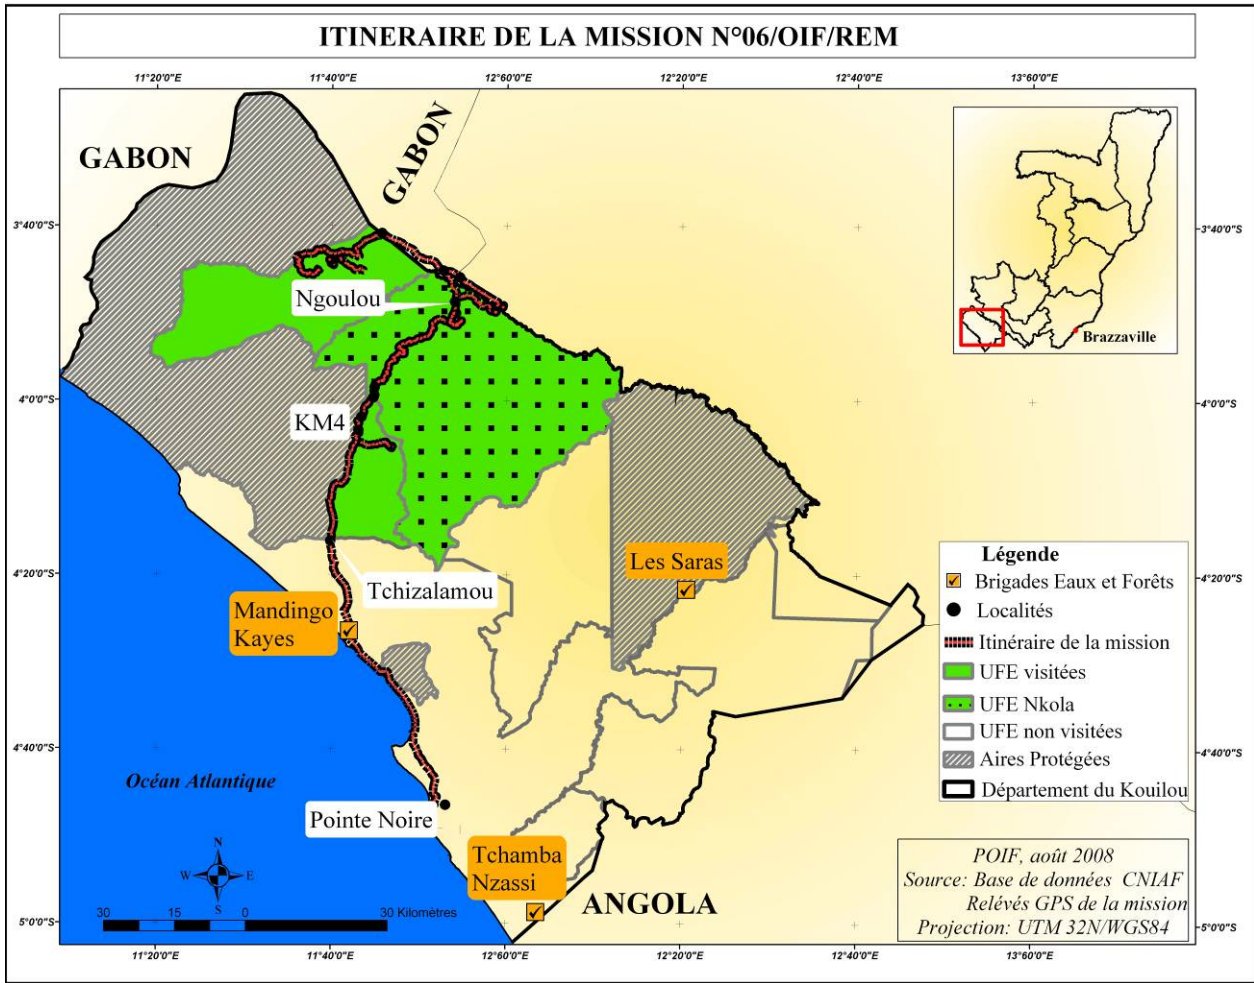 ITINERAIRE DE LA MISSION N°06/OIF/REM
11°20'0"E
11°40'0"E
12°60'0"E
12°20'0"E
12°40'0"E
13°60'0"E
GABON
GABON
3°40'0"S
3°40'0"S
Ngoulou
Brazzaville
4°0'0"S
4°0'0"S
KM4
Les Saras
Légende
Brigades Eaux et Forêts
Localités
Itinéraire de la mission
UFE visitées
UFE Nkola
UFE non visitées
Aires Protégées
Département du Kouilou
4°20'0"S
4°20'0"S
Tchizalamou
Mandingo
Kayes
4°40'0"S
4°40'0"S
Océan Atlantique
Pointe Noire
Tchamba
Nzassi
ANGOLA
N
W E
S
30 15 0 30 Kilomètres
POIF, août 2008
Source: Base de données CNIAF
Rélévés GPS de la mission
Projection: UTM 32N/WGS84
5°0'0"S
5°0'0"S
11°20'0"E
11°40'0"E
12°60'0"E
12°20'0"E
12°40'0"E
13°60'0"E